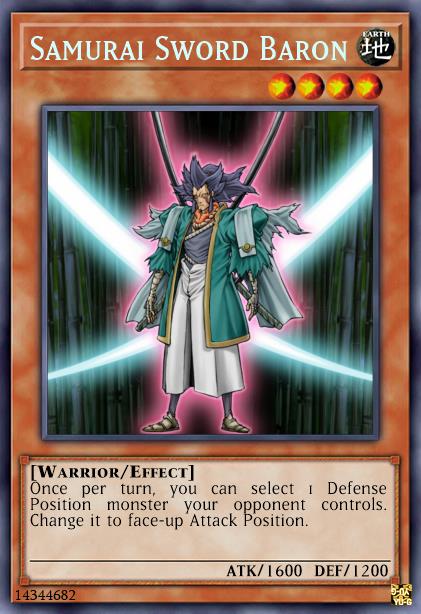 Samurai Sword Baron
EARTH
地
[Warrior/Effect]
Once per turn, you can select 1 Defense
Position monster your opponent controls.
Change it to face-up Attack Position.
ATK/1600 DEF/1200
14344682